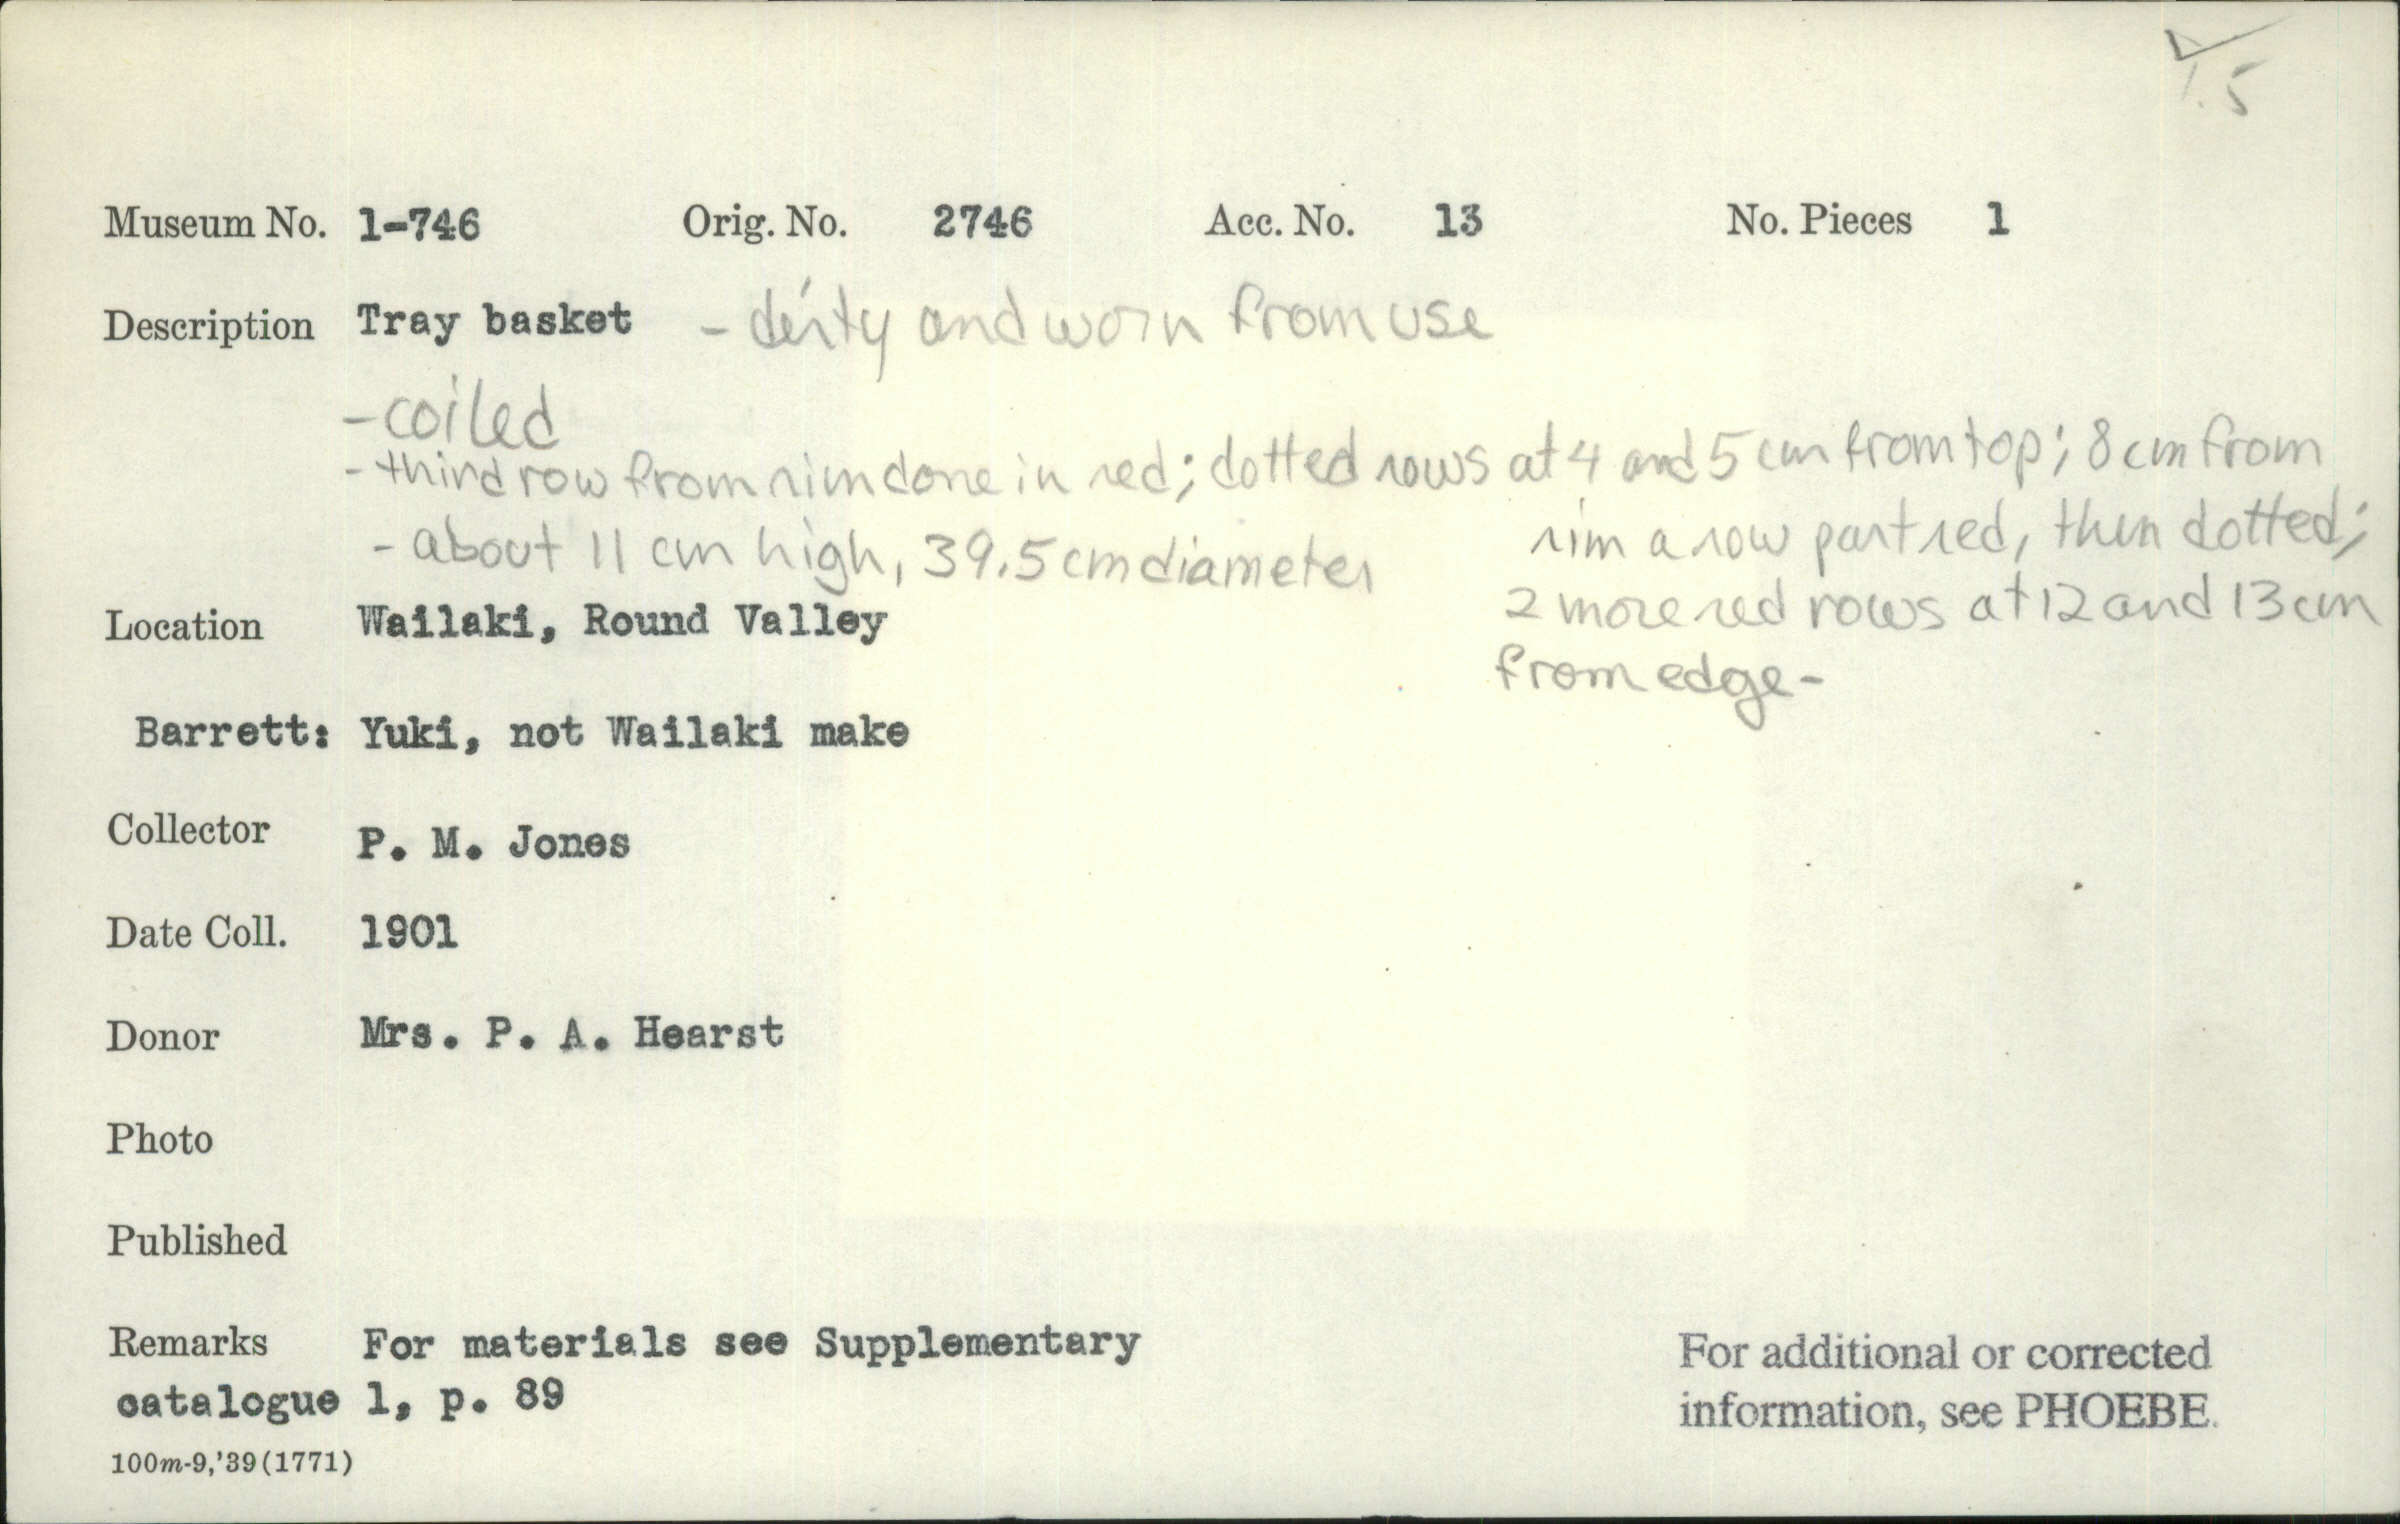 Museum No. 1-746 Orig. No. 2746 Acc. No. 13 No. Pieces 1
Description Tray basket - dirty and worn from use
- coiled
- third row from rim done in red; dotted rows at 4 and 5 cm from top; 8 cm from
rim a row part red, then dotted;
2 more red rows at 12 and 13 cm
from edge -
- about 11 cm high, 39.5 cm diameter
Location Wailaki, Round Valley
Barrett: Yuki, not Wailaki make
Collector P. M. Jones
Date Coll. 1901
Donor Mrs. P. A. Hearst
Photo
Published
Remarks For materials see Supplementary
catalogue 1, p. 89
100m-9,'39(1771)
For additional or corrected
information, see PHOEBE.